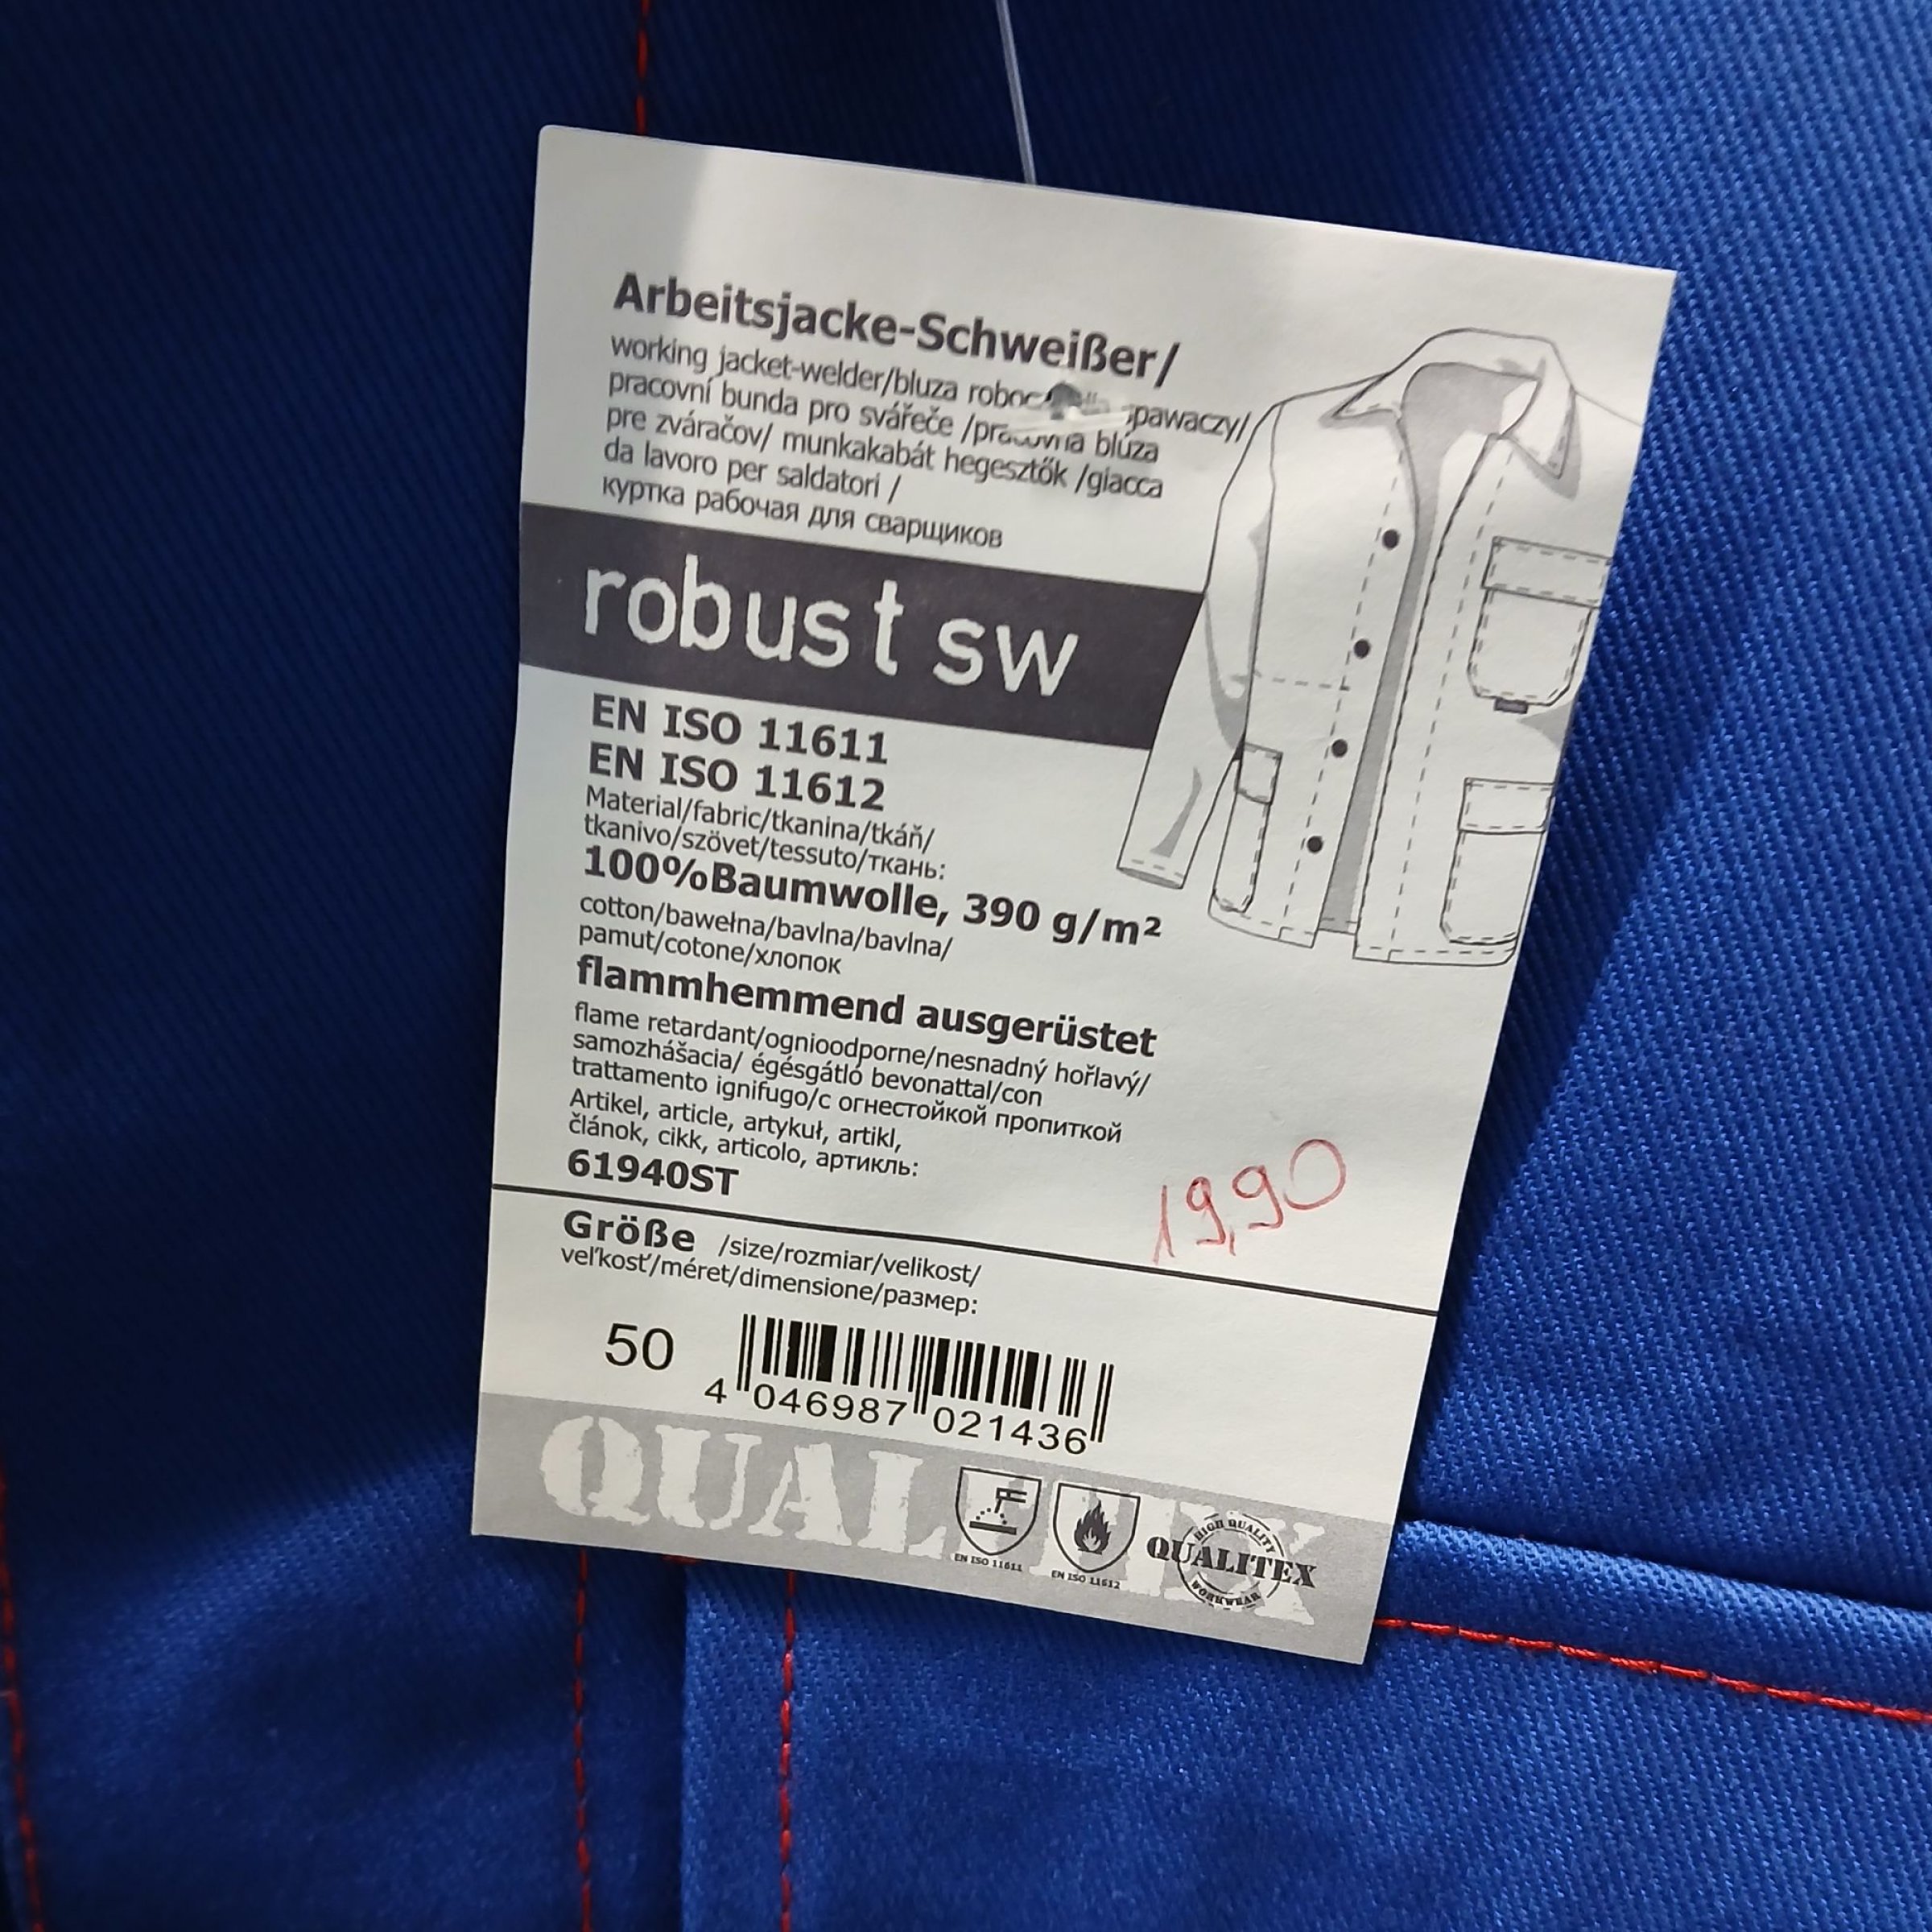 Arbeitsjacke-Schweißer/
working jacket-welder/bluza spawaczy/
pracovní bunda pro svářeče /pracovna blúza
pre zváračov/ munkakabát hegesztők /giacca
da lavoro per saldatori /
куртка рабочая для сварщиков
robust sw
EN ISO 11611
EN ISO 11612
Material/fabric/tkanina/tkáň/
tkanivo/szövet/tessuto/ткань:
100%Baumwolle, 390 g/m²
cotton/bawełna/bavlna/bavlna/
pamut/cotone/хлопок
flammhemmend ausgerüstet
flame retardant/ognioodporne/nesnadný hořlavý/
samozhášacia/ égésgátló bevonattal/con
trattamento ignifugo/с огнестойкой пропиткой
Artikel, article, artykuł, artikl,
článok, cikk, articolo, артикль:
61940ST
19,90
Größe /size/rozmiar/velikost/
veľkosť/méret/dimensione/размер:
50
4 046987 021436
QUALITEX
EN ISO 11611
EN ISO 11612
HIGH QUALITY
QUALITEX
WORKWEAR